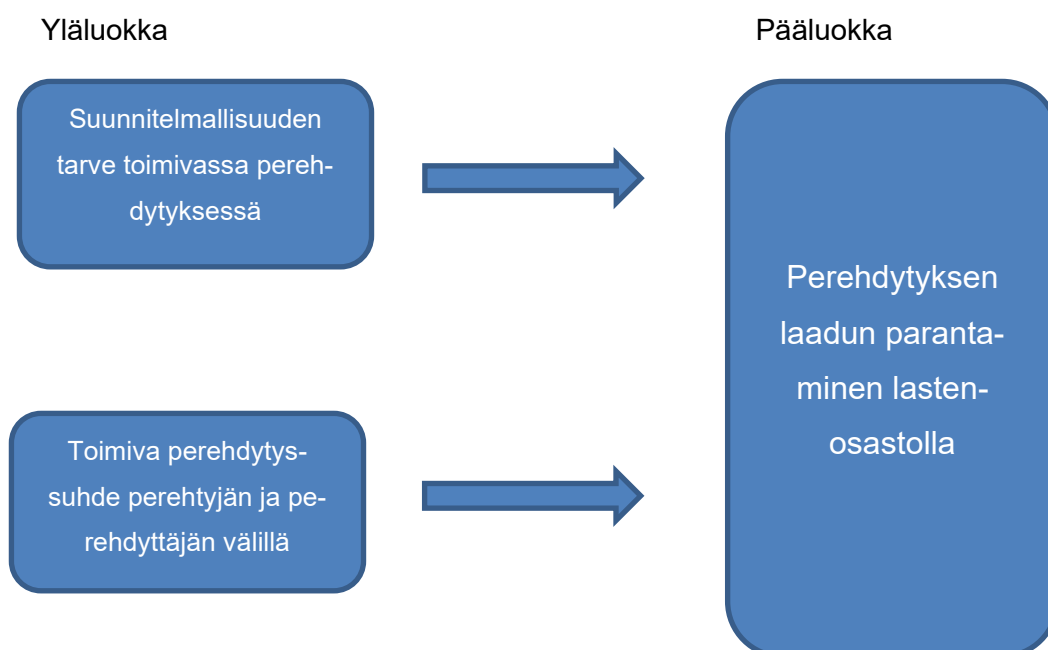 Yläluokka
Pääluokka
Suunnitelmallisuuden
tarve toimivassa pereh-
dytyksessä
Toimiva perehdytys-
suhde perehtyjän ja pe-
rehdyttäjän välillä
Perehdytyksen
laadun paranta-
minen lasten-
osastolla